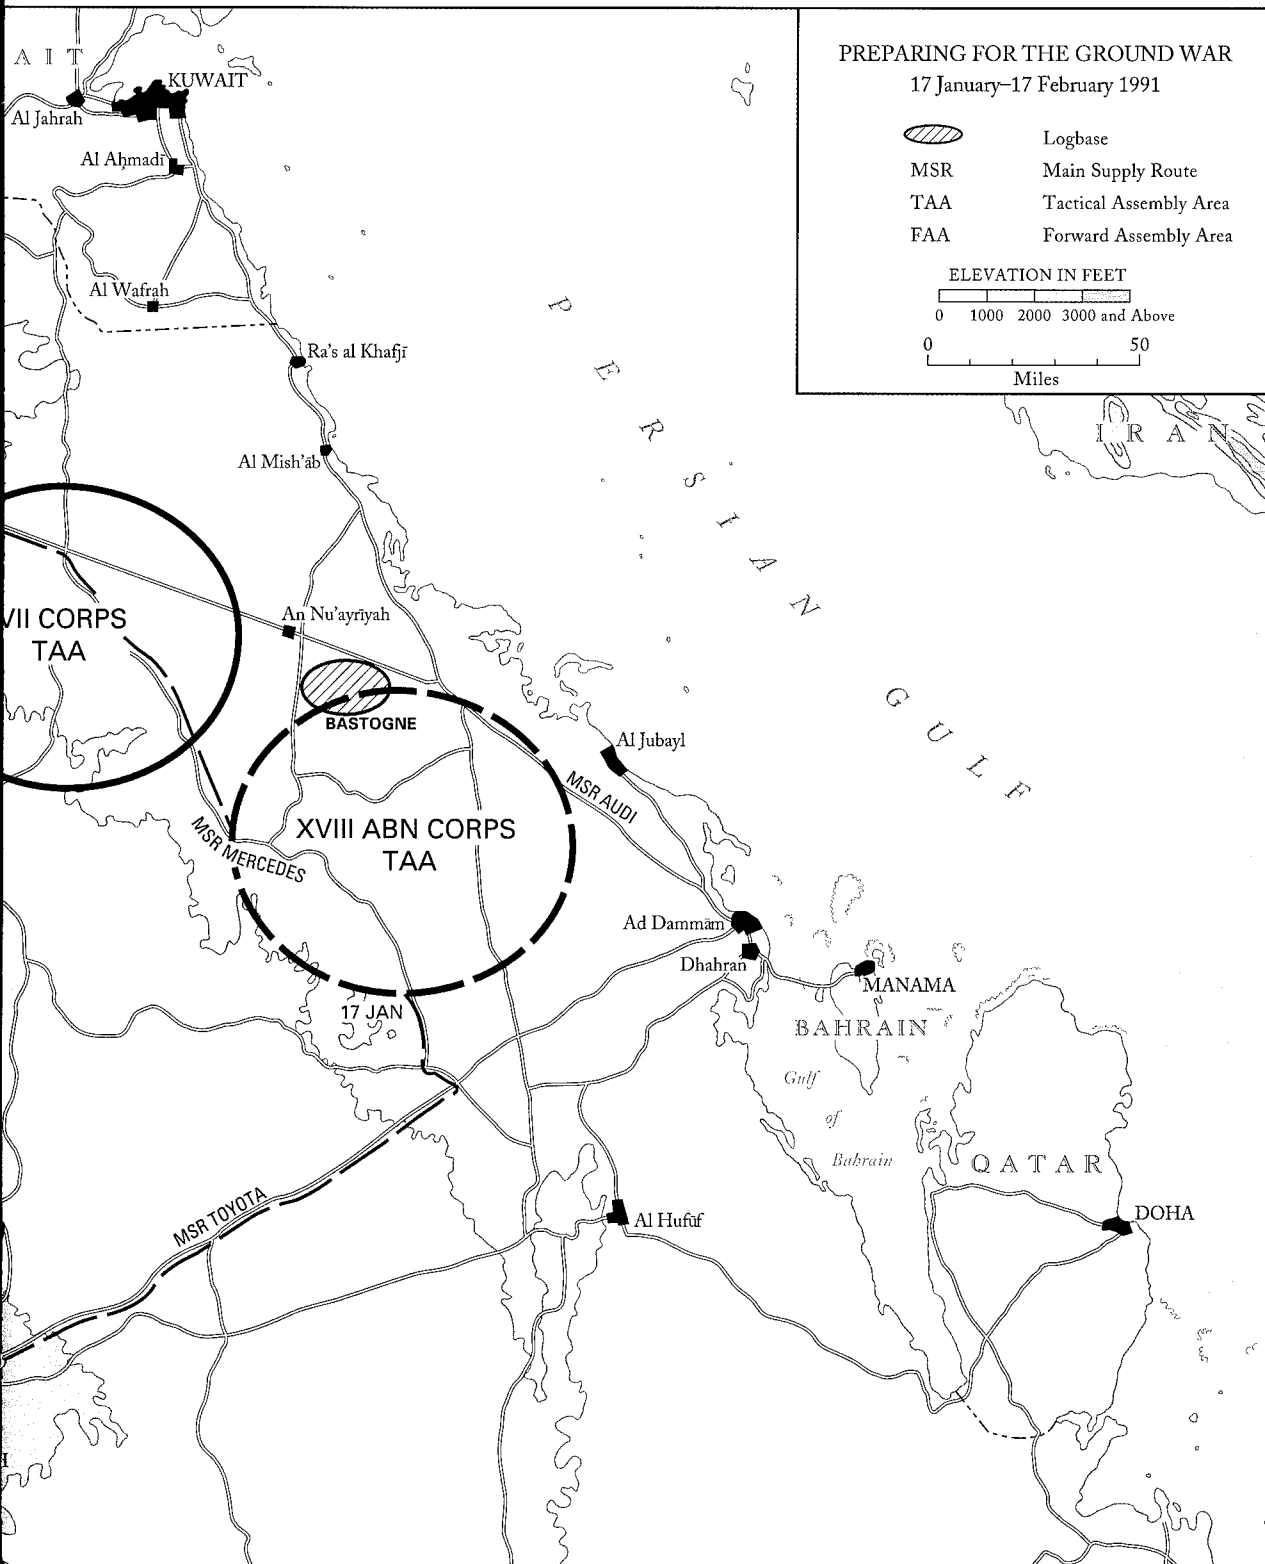 A I T
KUWAIT
Al Jahrah
Al Aḥmadī
Al Wafrah
Ra's al Khafjī
Al Mish'āb
PREPARING FOR THE GROUND WAR
17 January–17 February 1991
Logbase
MSR Main Supply Route
TAA Tactical Assembly Area
FAA Forward Assembly Area
ELEVATION IN FEET
0 1000 2000 3000 and Above
0 50
Miles
IRAN
PERSIAN GULF
VII CORPS
TAA
An Nu'ayrīyah
BASTOGNE
Al Jubayl
MSR AUDI
MSR MERCEDES
XVIII ABN CORPS
TAA
Ad Dammām
Dhahran
MANAMA
17 JAN
BAHRAIN
Gulf
of
Bahrain
QATAR
DOHA
MSR TOYOTA
Al Hufūf